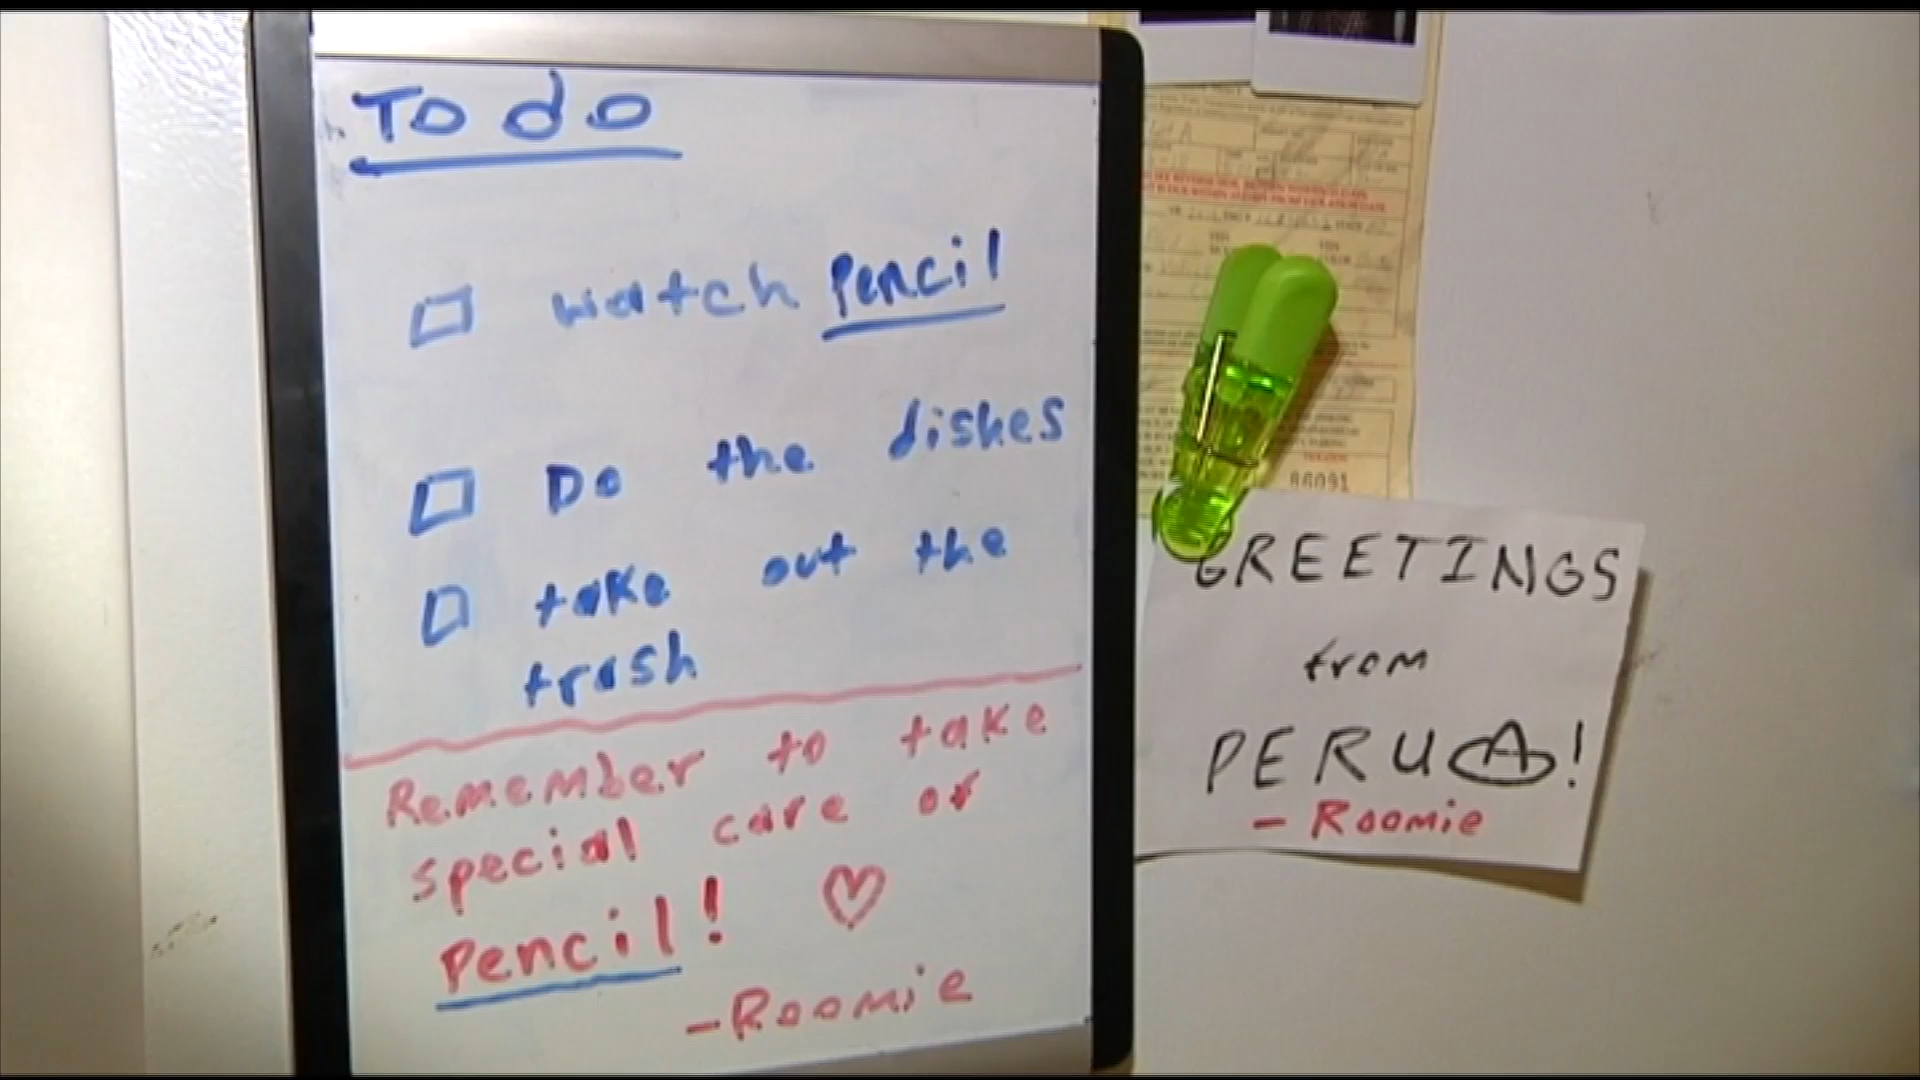 To do
watch Pencil
Do the dishes
take out the
trash
Remember to take
special care of
Pencil!
-Roomie
86091
GREETINGS
from
PERUA!
- Roomie